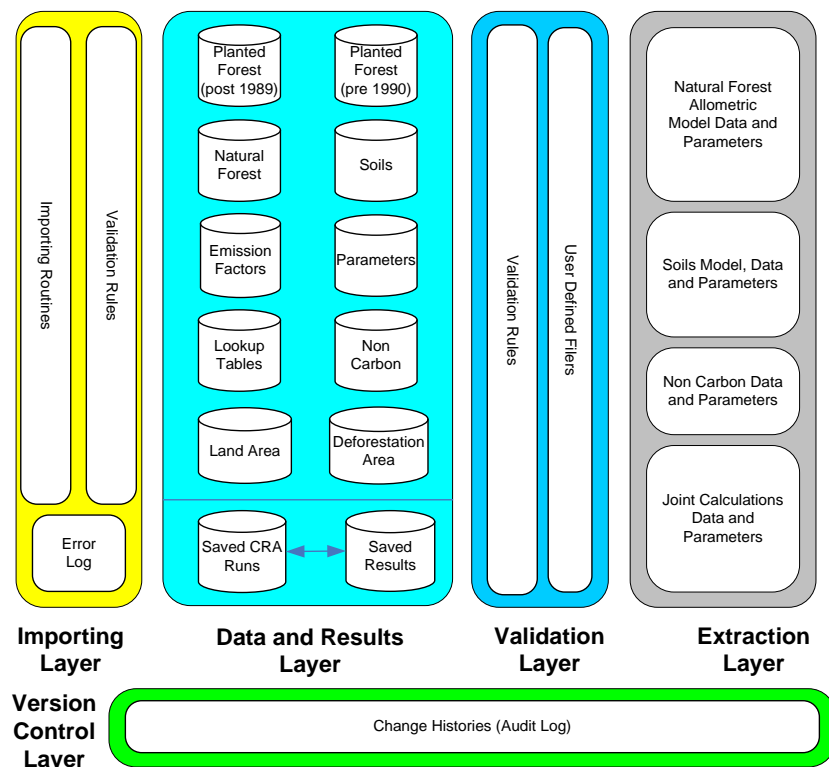 Importing Routines
Validation Rules
Error
Log
Planted
Forest
(post 1989)
Planted
Forest
(pre 1990)
Natural
Forest
Soils
Emission
Factors
Parameters
Lookup
Tables
Non
Carbon
Land Area
Deforestation
Area
Saved CRA
Runs
Saved
Results
Validation Rules
User Defined Filers
Natural Forest
Allometric
Model Data and
Parameters
Soils Model, Data
and Parameters
Non Carbon Data
and Parameters
Joint Calculations
Data and
Parameters
Importing
Layer
Data and Results
Layer
Validation
Layer
Extraction
Layer
Version
Control
Layer
Change Histories (Audit Log)